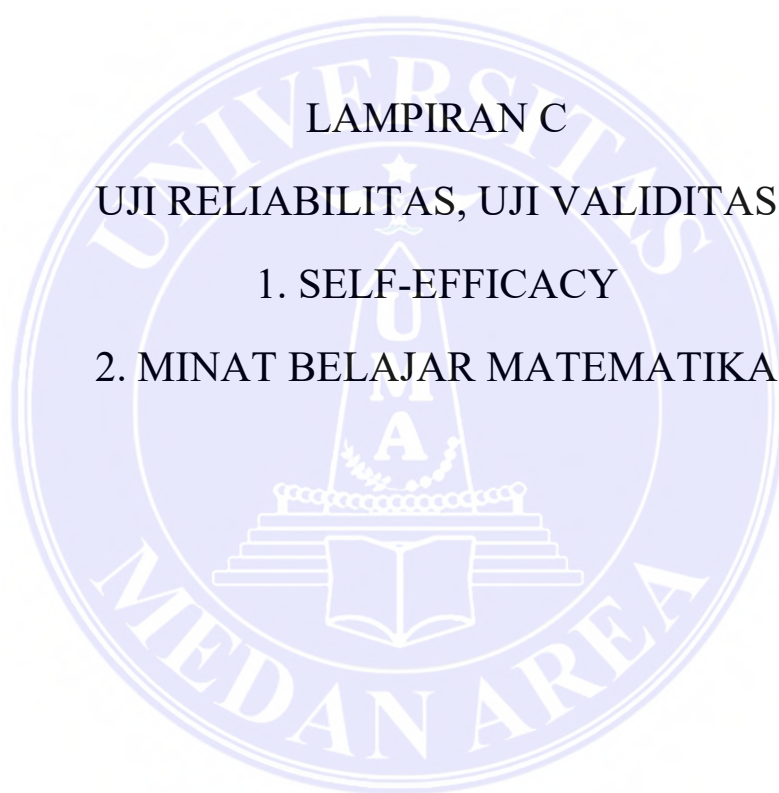 LAMPIRAN C
UJI RELIABILITAS, UJI VALIDITAS
1. SELF-EFFICACY
2. MINAT BELAJAR MATEMATIKA
UNIVERSITAS
U
M
A
MEDAN AREA